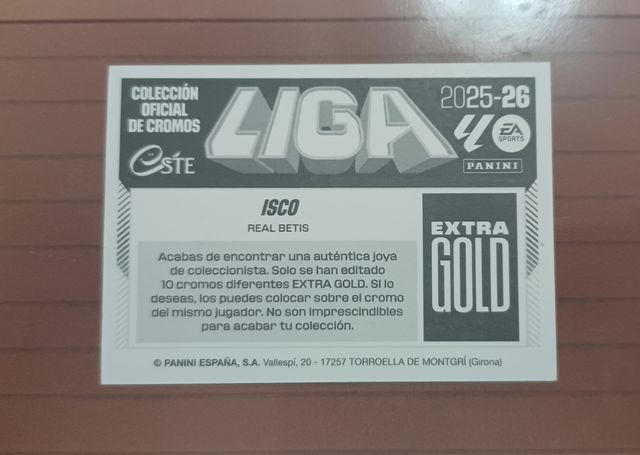 COLECCIÓN
OFICIAL
DE CROMOS
ESTE
LIGA
2025-26
EA
SPORTS
PANINI
ISCO
REAL BETIS
Acabas de encontrar una auténtica joya
de coleccionista. Solo se han editado
10 cromos diferentes EXTRA GOLD. Si lo
deseas, los puedes colocar sobre el cromo
del mismo jugador. No son imprescindibles
para acabar tu colección.
EXTRA
GOLD
© PANINI ESPAÑA, S.A. Vallespí, 20 - 17257 TORROELLA DE MONTGRÍ (Girona)